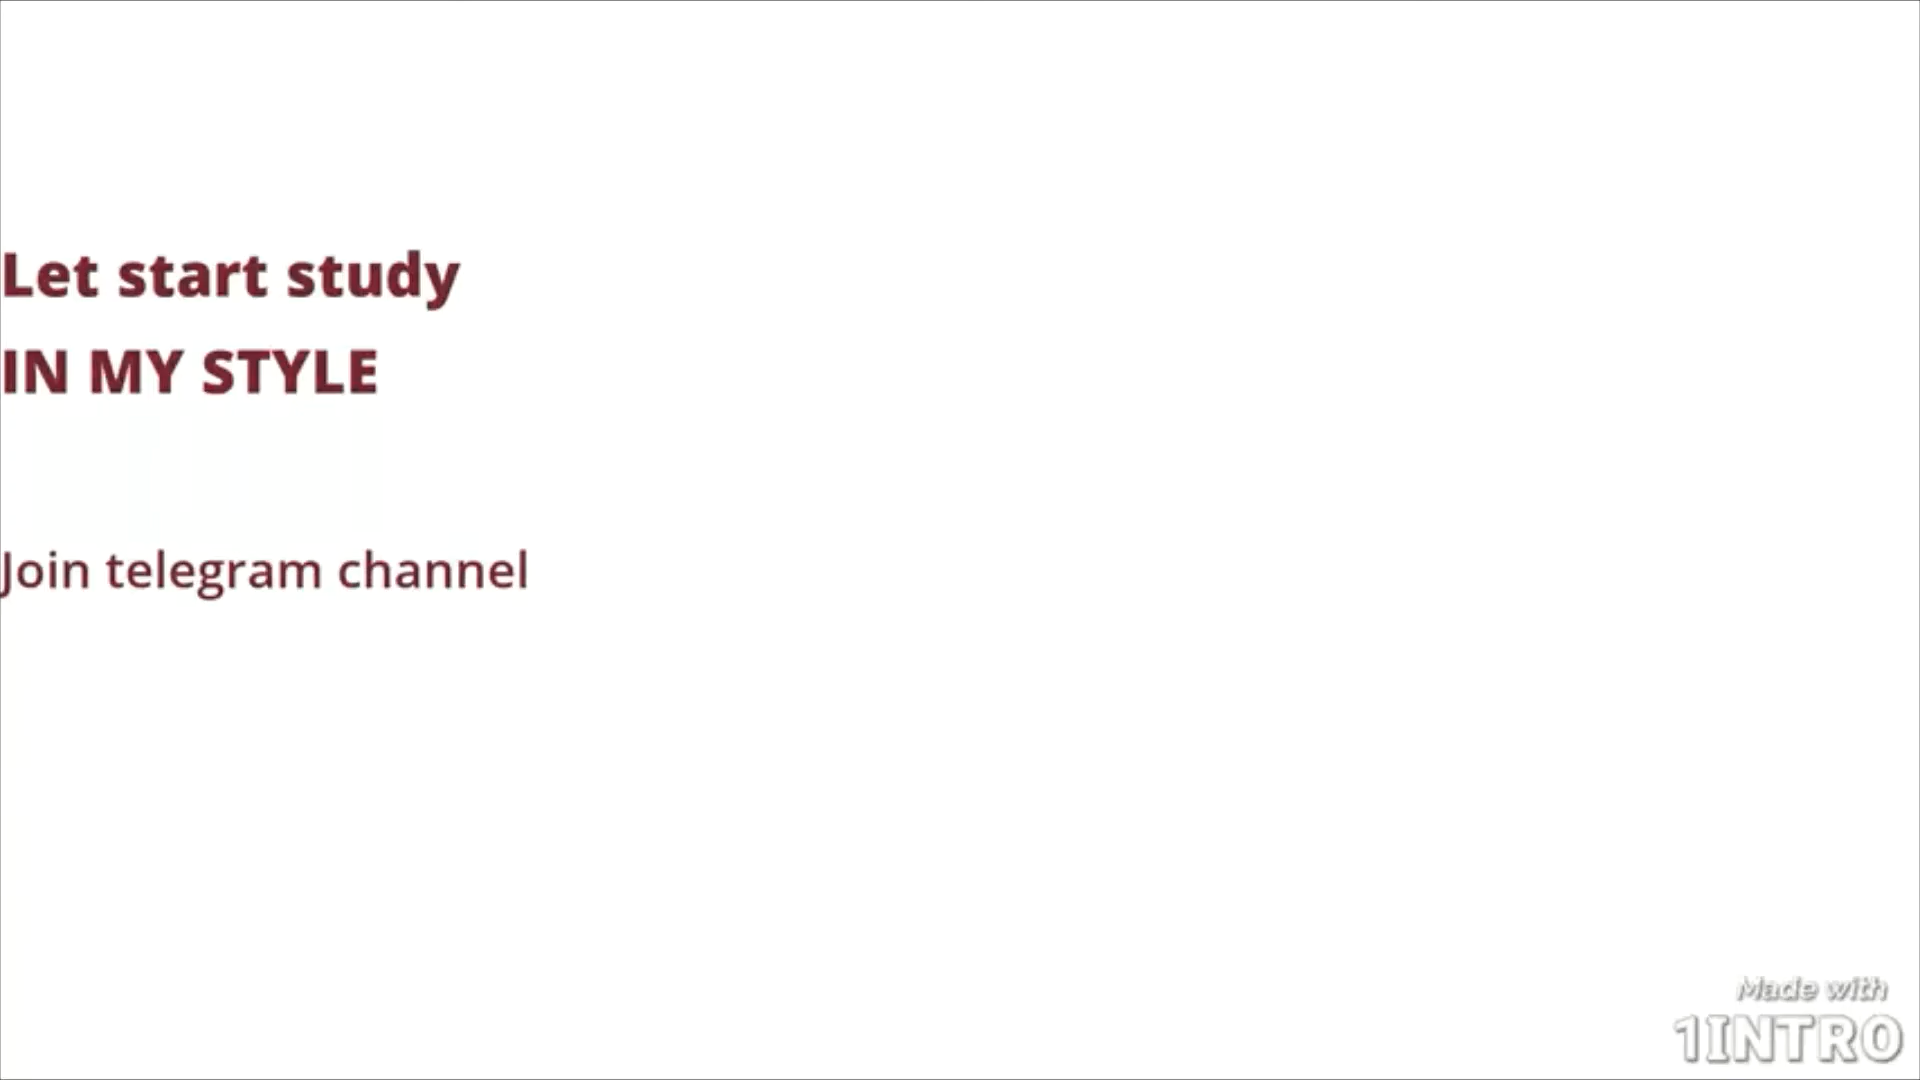 Let start study
IN MY STYLE
Join telegram channel
Made with
1INTRO